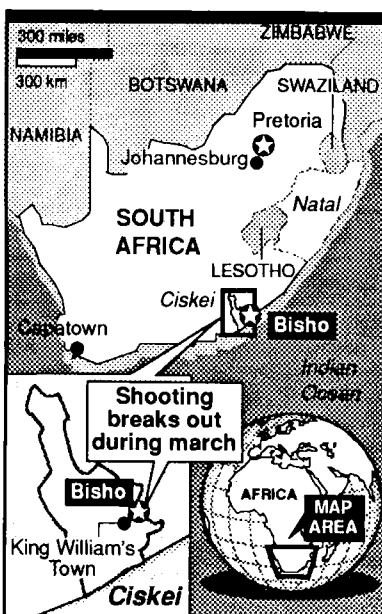 300 miles
300 km
ZIMBABWE
BOTSWANA
SWAZILAND
NAMIBIA
Pretoria
Johannesburg
Natal
SOUTH
AFRICA
LESOTHO
Ciskei
Bisho
Capatown
Indian
Ocean
Shooting
breaks out
during march
Bisho
King William's
Town
Ciskei
AFRICA
MAP
AREA